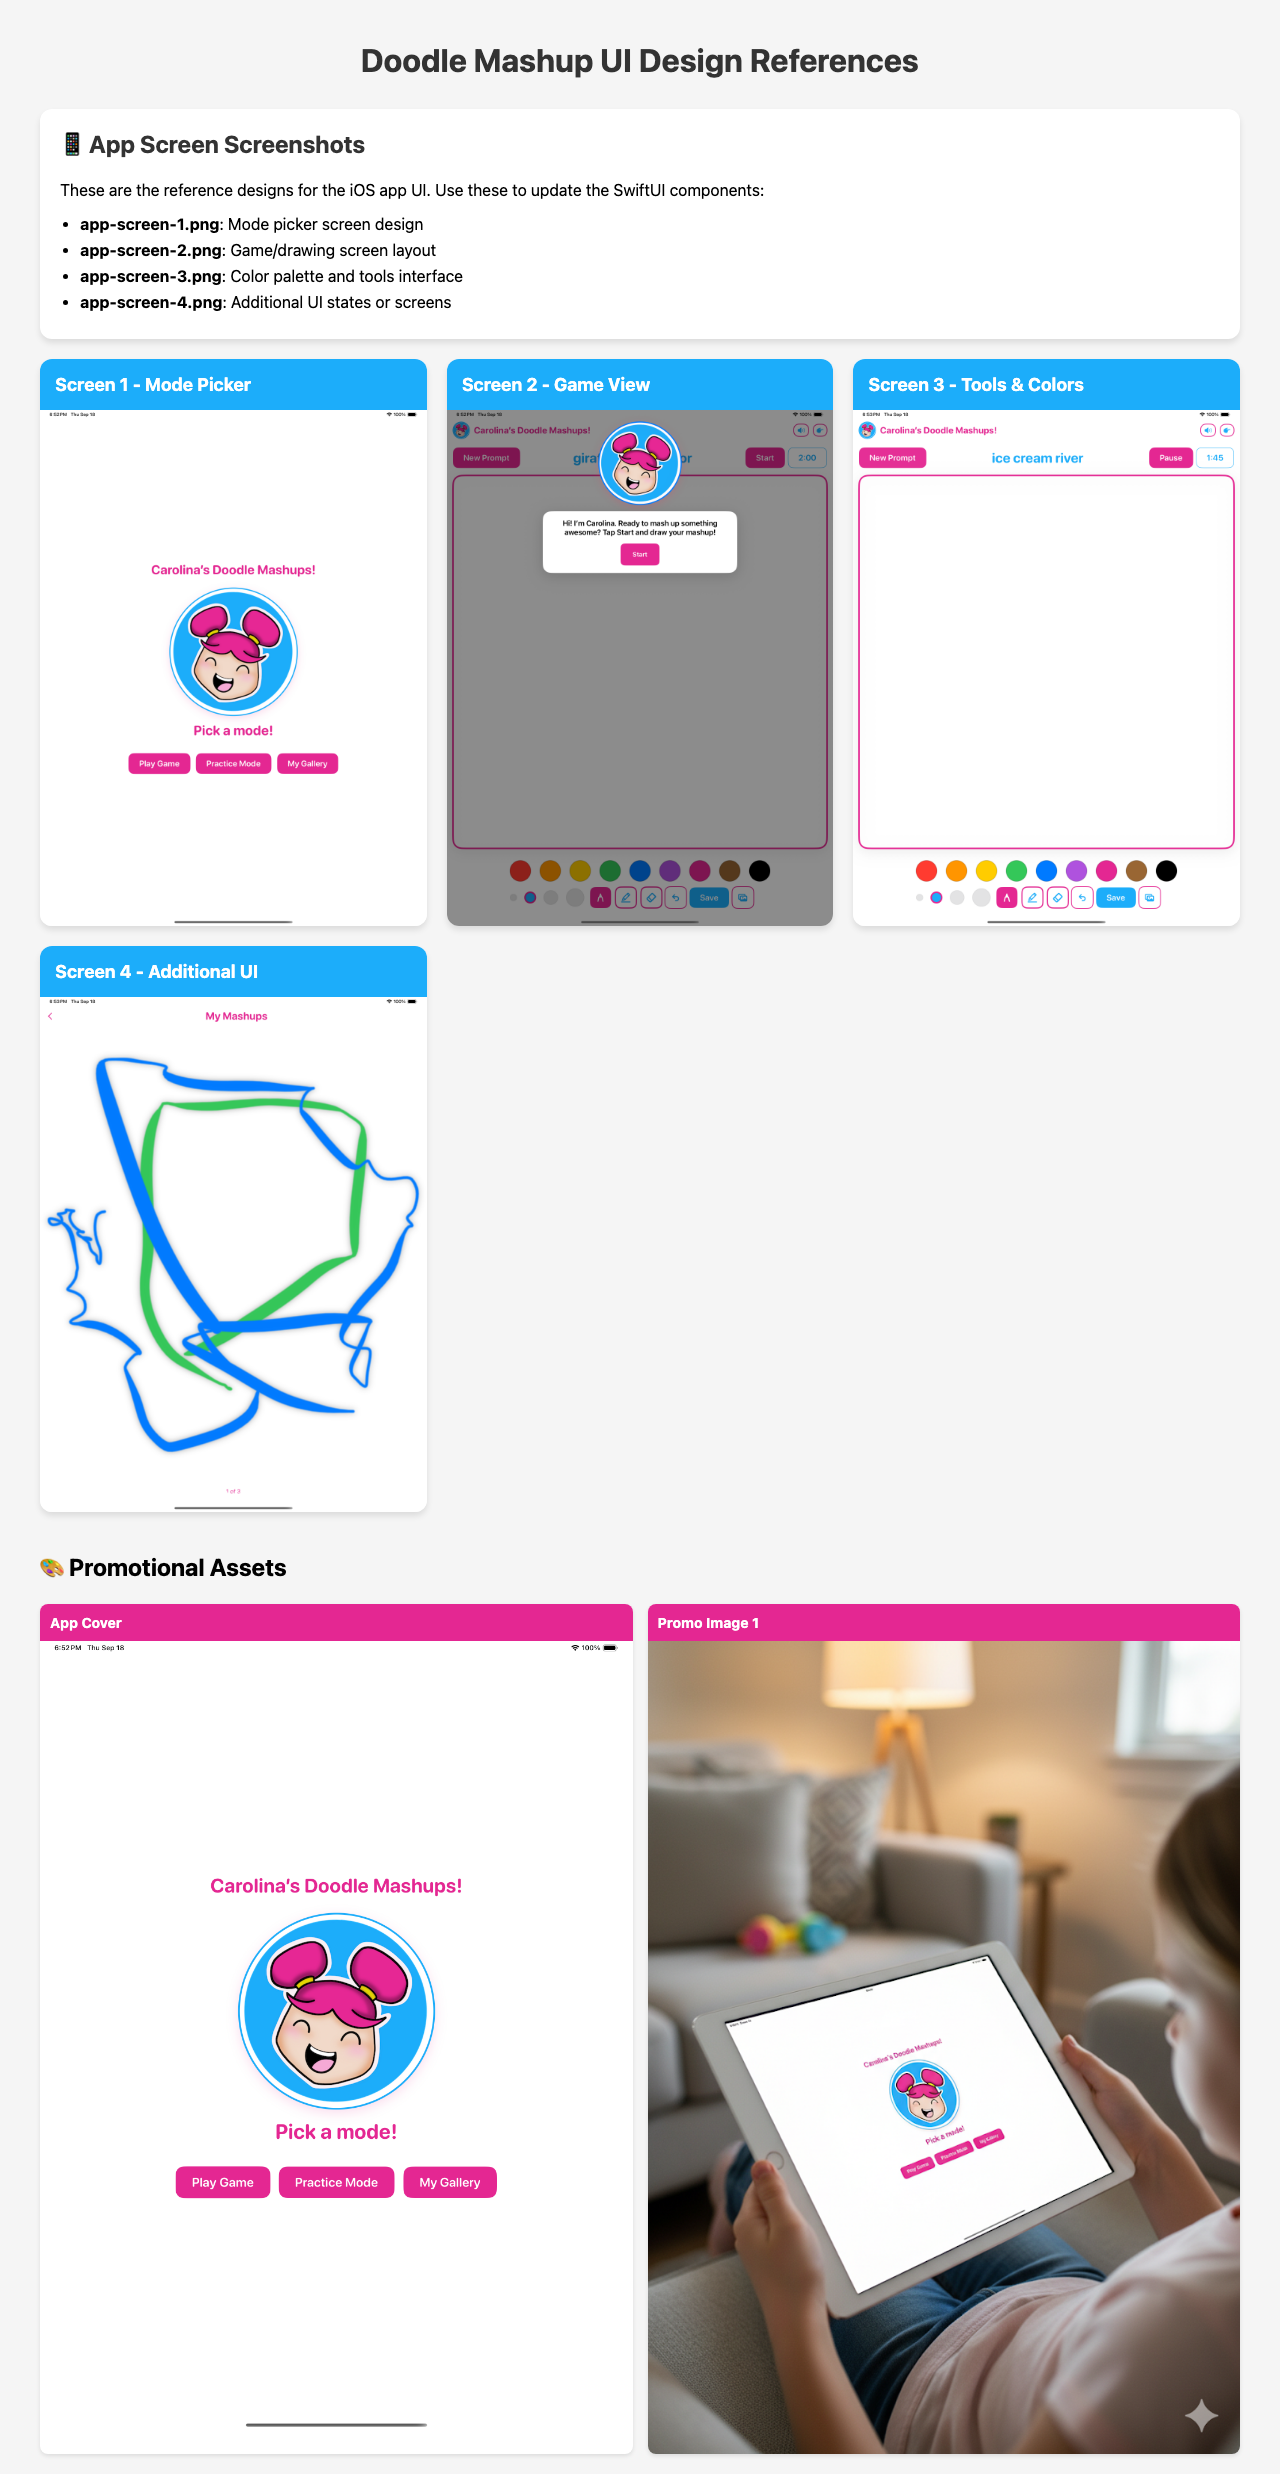 Doodle Mashup UI Design References
📱 App Screen Screenshots
These are the reference designs for the iOS app UI. Use these to update the SwiftUI components:
• app-screen-1.png: Mode picker screen design
• app-screen-2.png: Game/drawing screen layout
• app-screen-3.png: Color palette and tools interface
• app-screen-4.png: Additional UI states or screens
Screen 1 - Mode Picker
6:52 PM Thu Sep 18 100%
Carolina's Doodle Mashups!
Pick a mode!
Play Game Practice Mode My Gallery
Screen 2 - Game View
6:52 PM Thu Sep 18 100%
Carolina's Doodle Mashups!
New Prompt Start 2:00
Hi! I'm Carolina. Ready to mash up something
awesome? Tap Start and draw your mashup!
Start
Save
Screen 3 - Tools & Colors
6:53 PM Thu Sep 18 100%
Carolina's Doodle Mashups!
New Prompt ice cream river Pause 1:45
Save
Screen 4 - Additional UI
6:53 PM Thu Sep 18 100%
My Mashups
1 of 3
🎨 Promotional Assets
App Cover
6:52 PM Thu Sep 18 100%
Carolina's Doodle Mashups!
Pick a mode!
Play Game Practice Mode My Gallery
Promo Image 1
Carolina's Doodle Mashups!
Pick a mode!
Play Game Practice Mode My Gallery